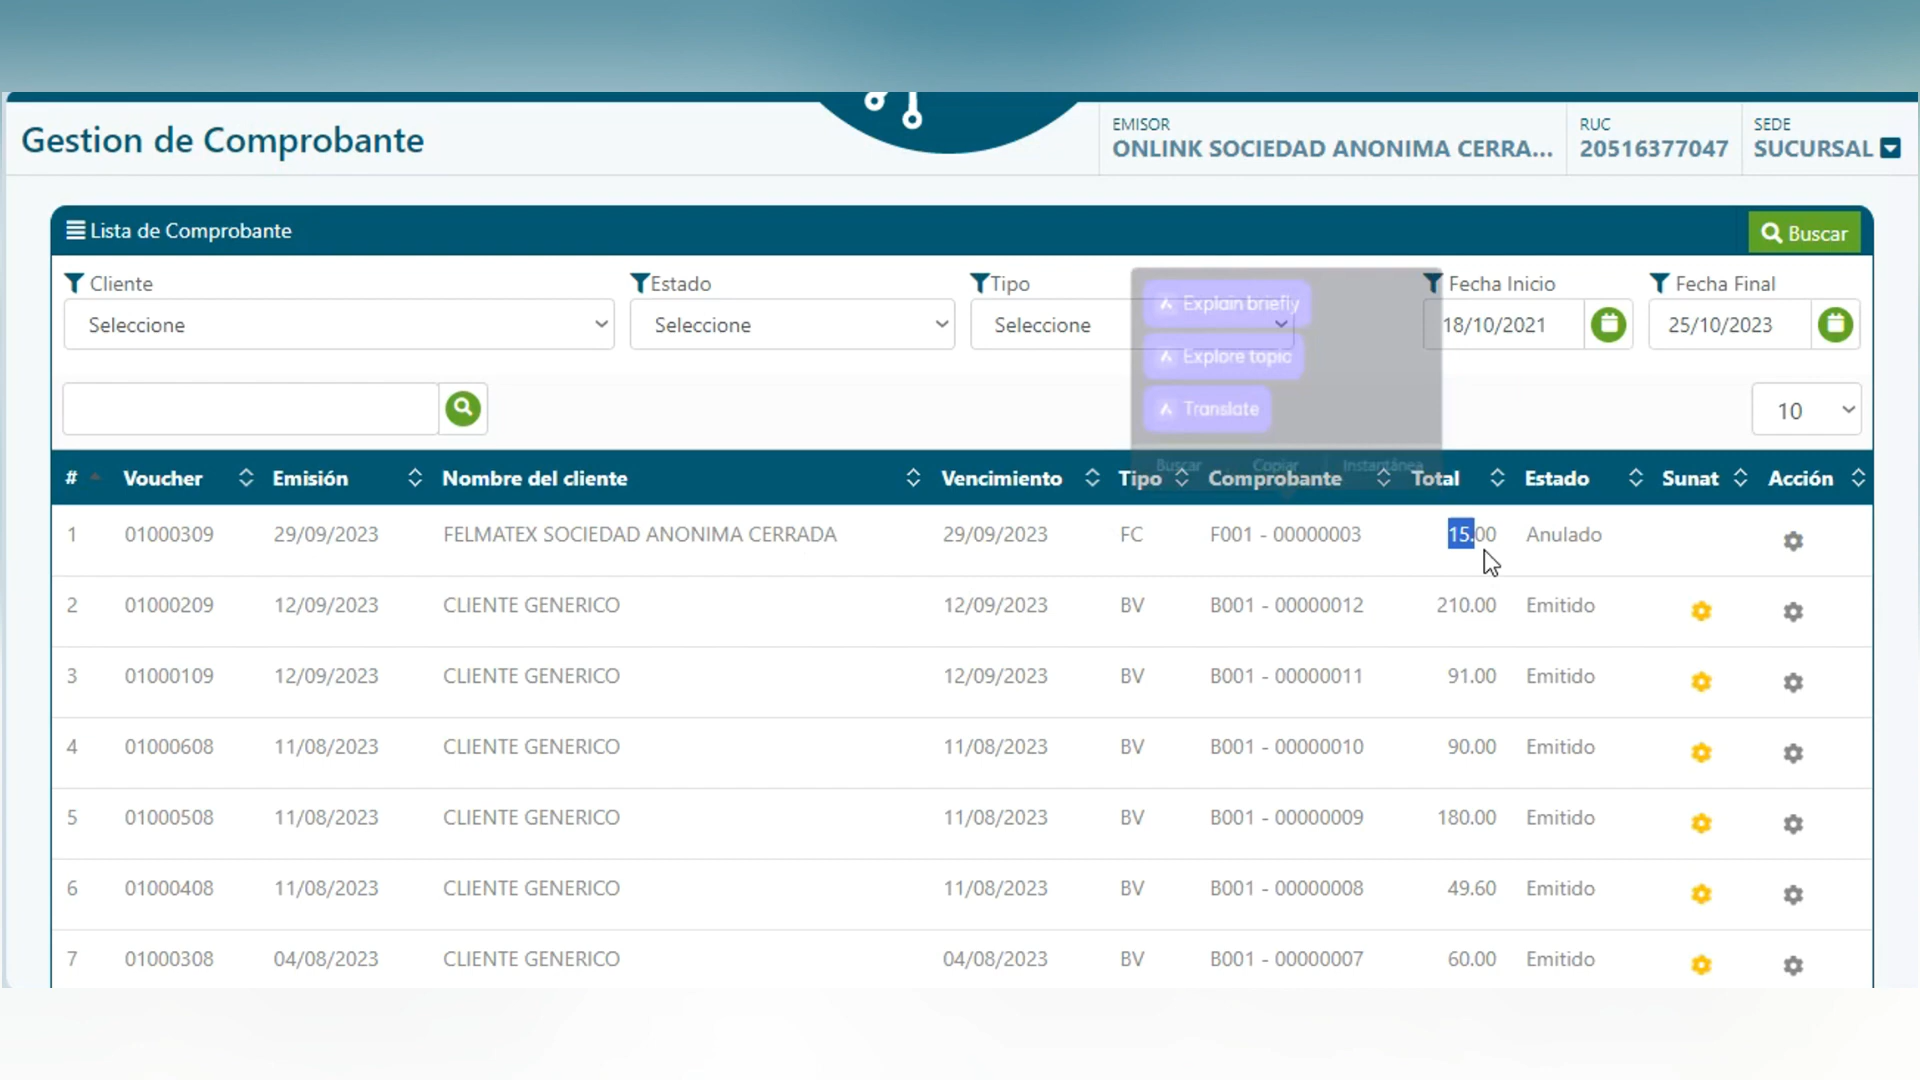 Gestion de Comprobante
EMISOR
ONLINK SOCIEDAD ANONIMA CERRA...
RUC
20516377047
SEDE
SUCURSAL
Lista de Comprobante
Buscar
Cliente
Estado
Tipo
Fecha Inicio
Fecha Final
Seleccione
Seleccione
Seleccione
18/10/2021
25/10/2023
Explain briefly
Explore topic
Translate
10
Buscar Copiar Instantánea
# Voucher Emisión Nombre del cliente Vencimiento Tipo Comprobante Total Estado Sunat Acción
1 01000309 29/09/2023 FELMATEX SOCIEDAD ANONIMA CERRADA 29/09/2023 FC F001 - 00000003 15.00 Anulado
2 01000209 12/09/2023 CLIENTE GENERICO 12/09/2023 BV B001 - 00000012 210.00 Emitido
3 01000109 12/09/2023 CLIENTE GENERICO 12/09/2023 BV B001 - 00000011 91.00 Emitido
4 01000608 11/08/2023 CLIENTE GENERICO 11/08/2023 BV B001 - 00000010 90.00 Emitido
5 01000508 11/08/2023 CLIENTE GENERICO 11/08/2023 BV B001 - 00000009 180.00 Emitido
6 01000408 11/08/2023 CLIENTE GENERICO 11/08/2023 BV B001 - 00000008 49.60 Emitido
7 01000308 04/08/2023 CLIENTE GENERICO 04/08/2023 BV B001 - 00000007 60.00 Emitido